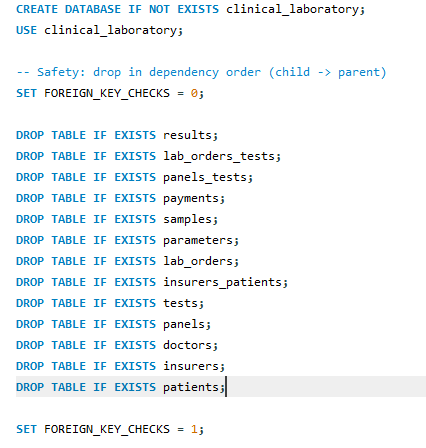 CREATE DATABASE IF NOT EXISTS clinical_laboratory;
USE clinical_laboratory;
-- Safety: drop in dependency order (child -> parent)
SET FOREIGN_KEY_CHECKS = 0;
DROP TABLE IF EXISTS results;
DROP TABLE IF EXISTS lab_orders_tests;
DROP TABLE IF EXISTS panels_tests;
DROP TABLE IF EXISTS payments;
DROP TABLE IF EXISTS samples;
DROP TABLE IF EXISTS parameters;
DROP TABLE IF EXISTS lab_orders;
DROP TABLE IF EXISTS insurers_patients;
DROP TABLE IF EXISTS tests;
DROP TABLE IF EXISTS panels;
DROP TABLE IF EXISTS doctors;
DROP TABLE IF EXISTS insurers;
DROP TABLE IF EXISTS patients;
SET FOREIGN_KEY_CHECKS = 1;